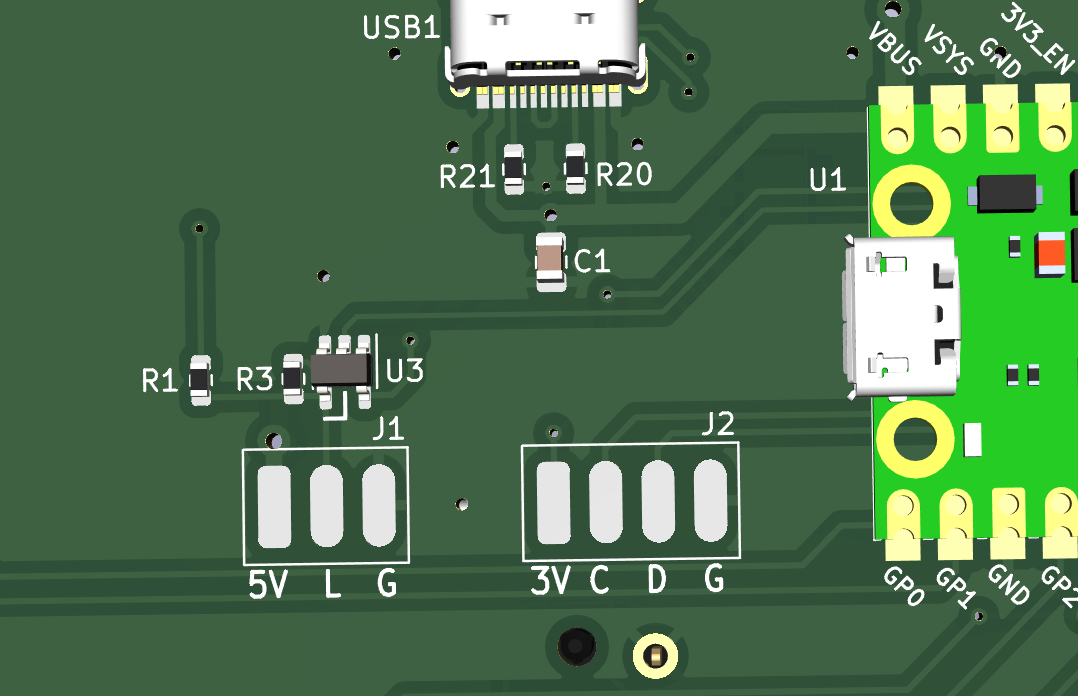 USB1
VBUS
VSYS
GND
3V3_EN
R21
R20
U1
C1
R1
R3
U3
J1
J2
5V L G
3V C D G
GP0
GP1
GND
GP2